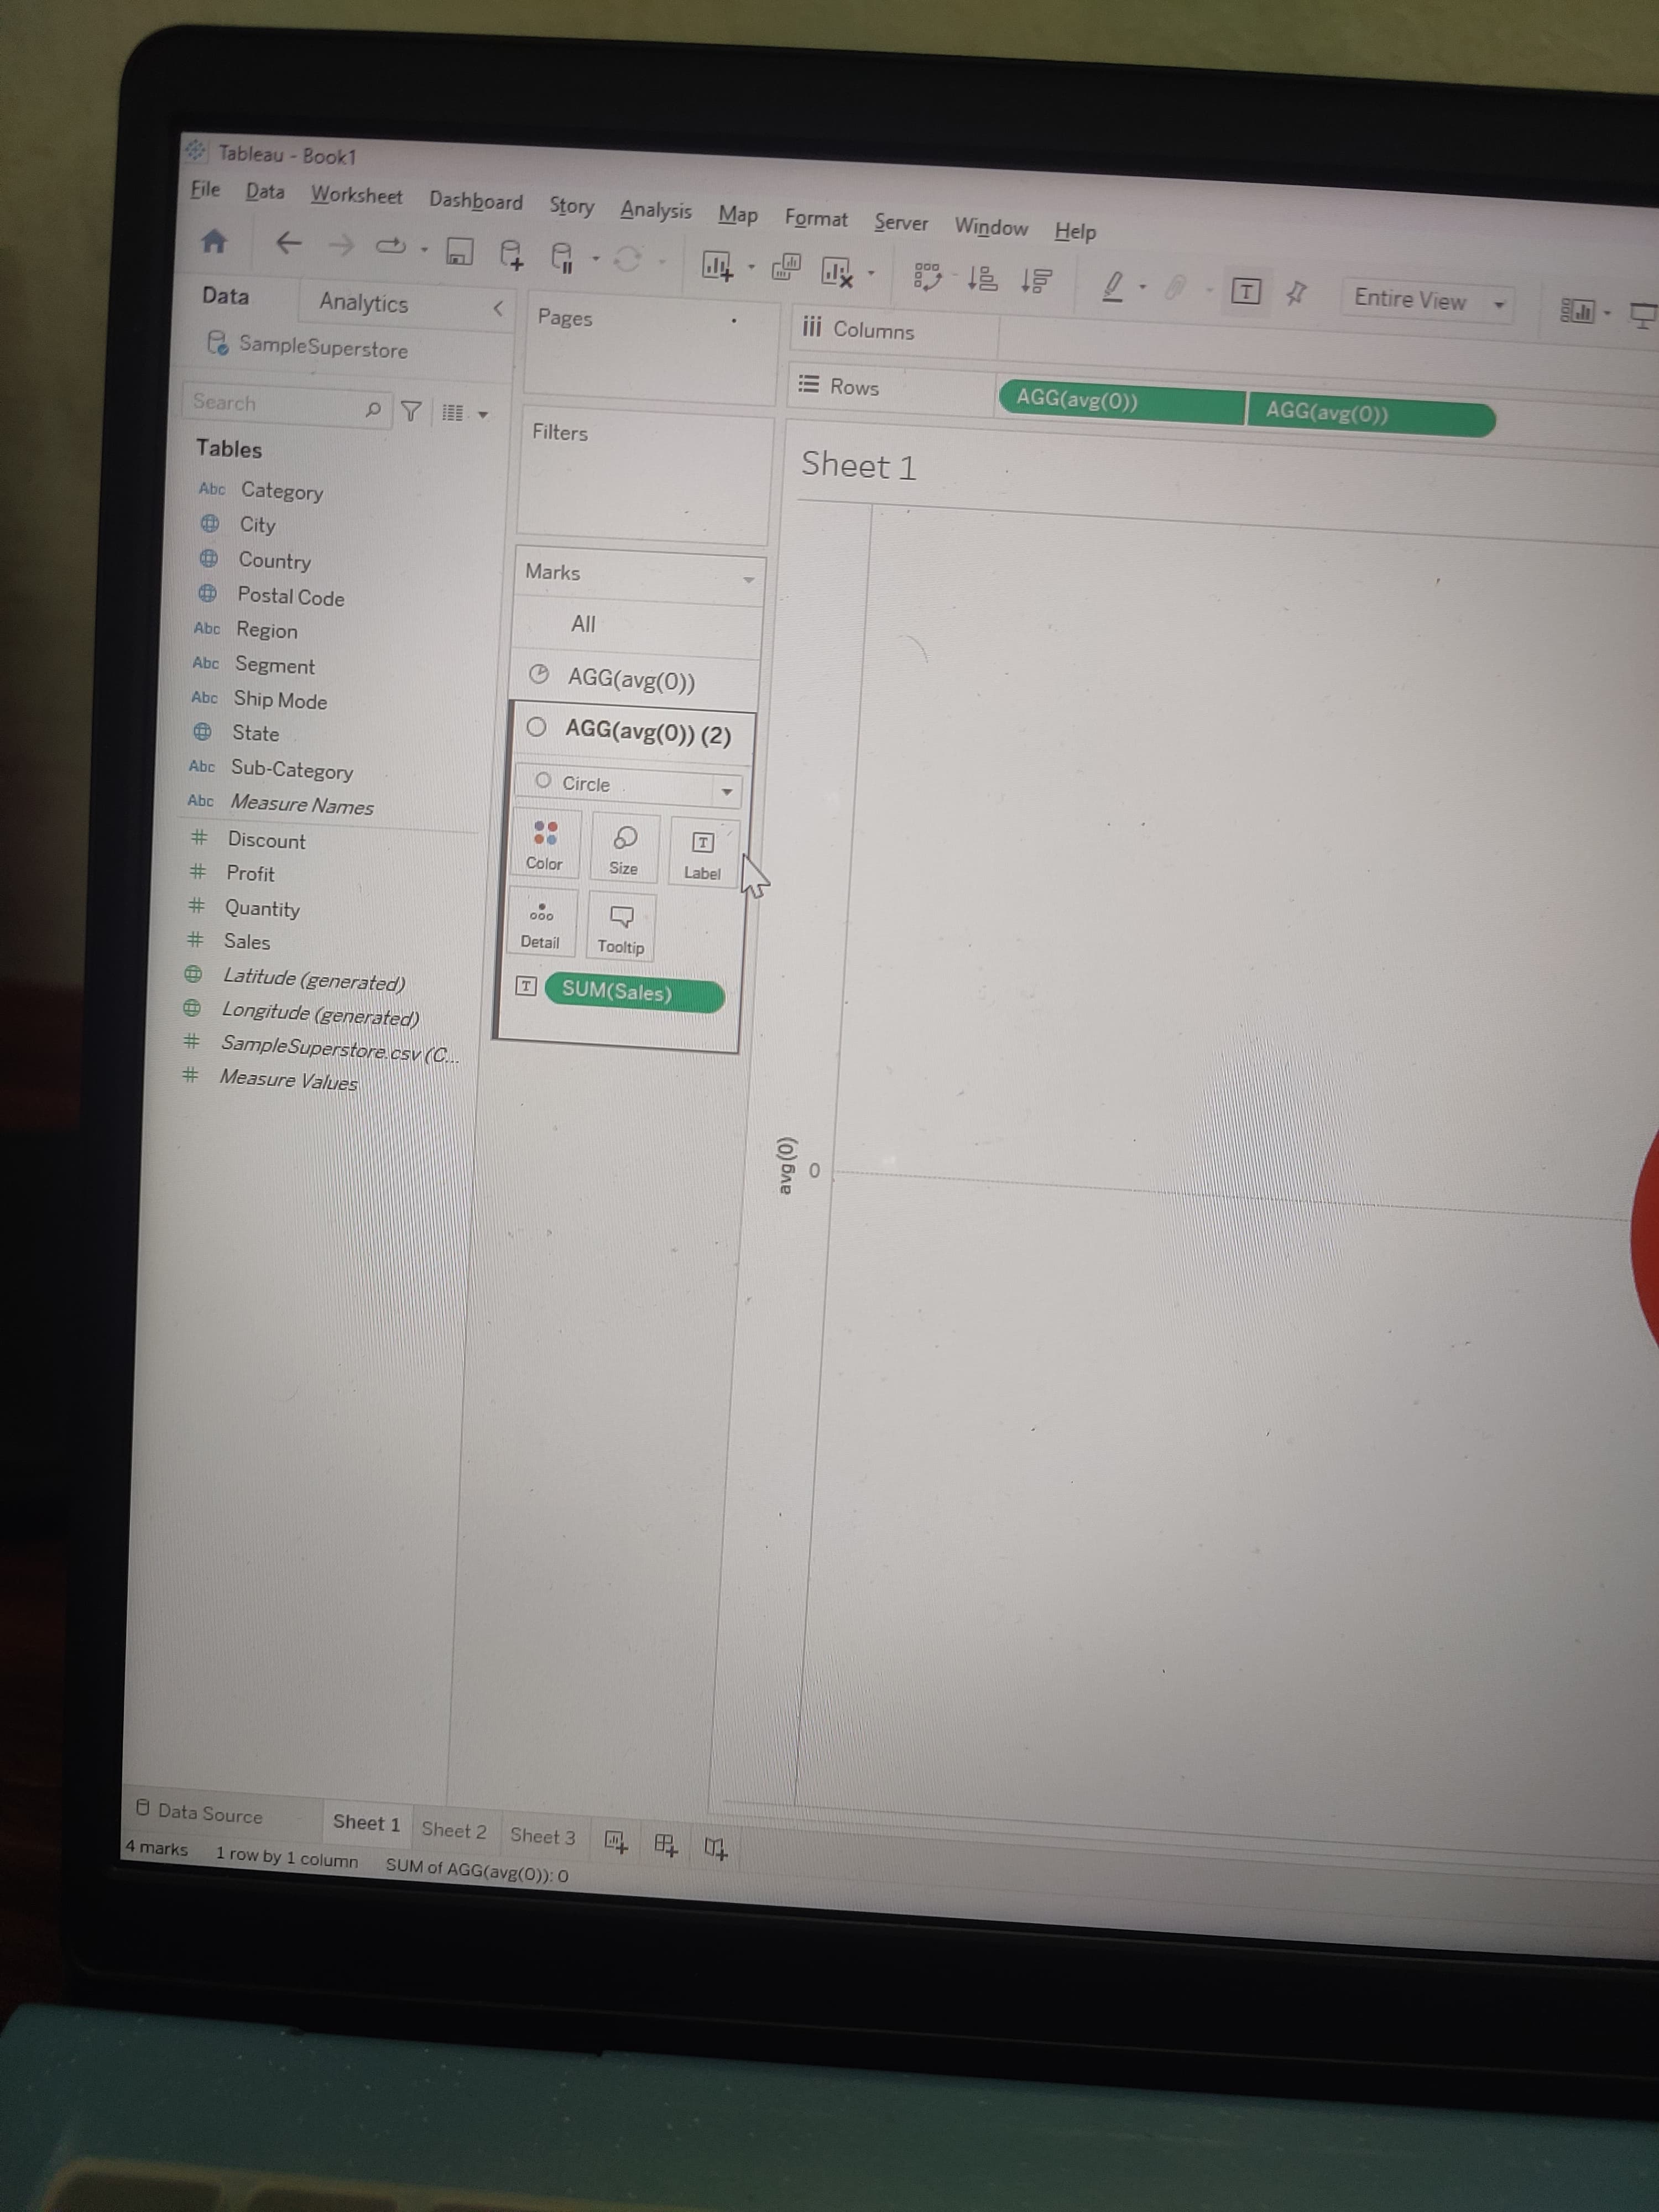 Tableau - Book1
File Data Worksheet Dashboard Story Analysis Map Format Server Window Help
Entire View
Data Analytics
SampleSuperstore
Search
Tables
Abc Category
City
Country
Postal Code
Abc Region
Abc Segment
Abc Ship Mode
State
Abc Sub-Category
Abc Measure Names
# Discount
# Profit
# Quantity
# Sales
Latitude (generated)
Longitude (generated)
# SampleSuperstore.csv (C...
# Measure Values
Pages
Filters
Marks
All
AGG(avg(0))
AGG(avg(0)) (2)
Circle
Color Size Label
Detail Tooltip
T SUM(Sales)
iii Columns
Rows AGG(avg(0)) AGG(avg(0))
Sheet 1
avg(0) 0
Data Source Sheet 1 Sheet 2 Sheet 3
4 marks 1 row by 1 column SUM of AGG(avg(0)): 0